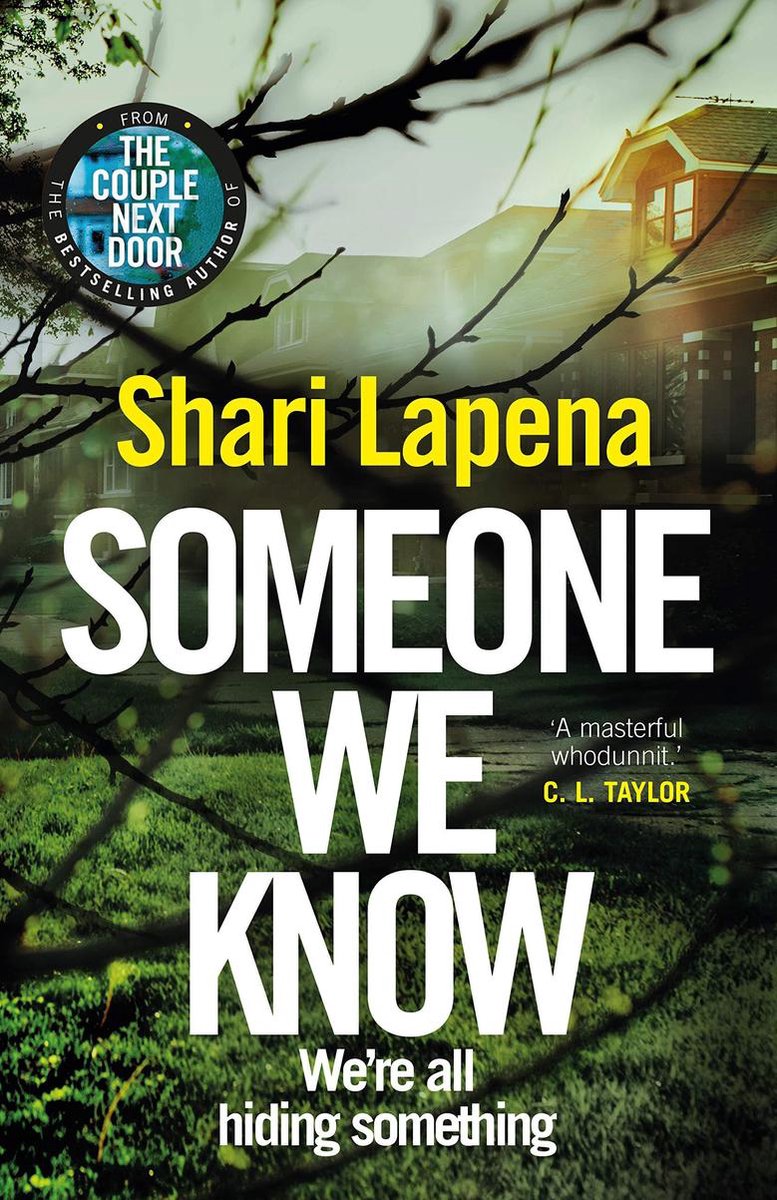 FROM
THE
COUPLE
NEXT
DOOR
THE BESTSELLING AUTHOR OF
Shari Lapena
SOMEONE
WE
KNOW
‘A masterful
whodunnit.’
C. L. TAYLOR
We’re all
hiding something